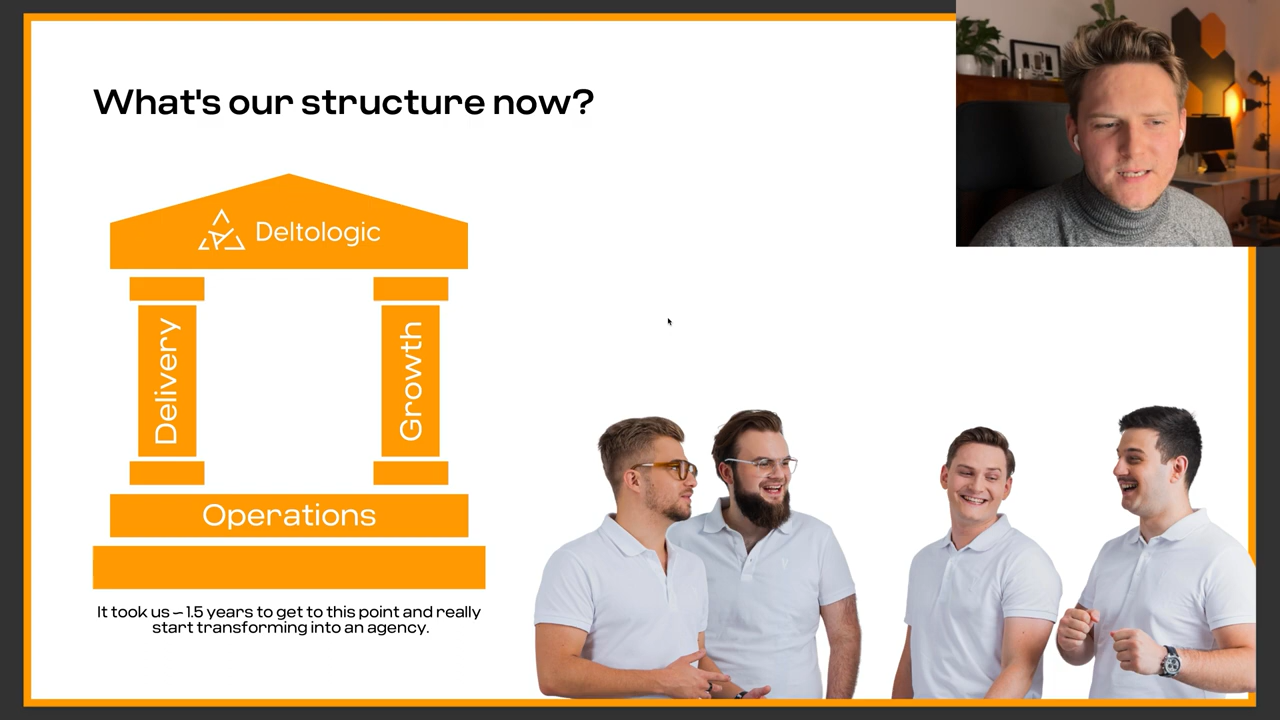 What's our structure now?
Deltologic
Delivery
Growth
Operations
It took us ~ 1.5 years to get to this point and really
start transforming into an agency.